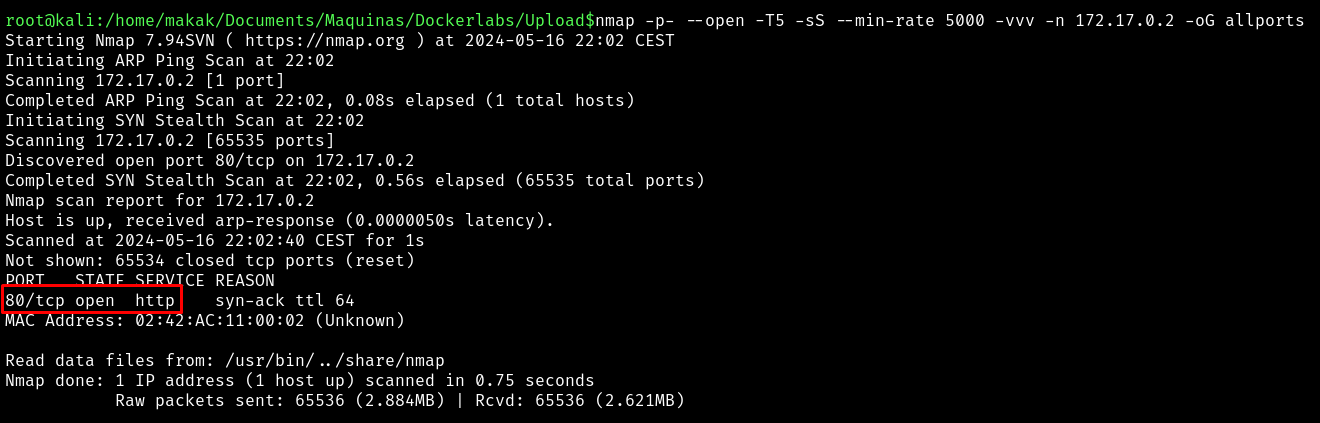 root@kali:/home/makak/Documents/Maquinas/Dockerlabs/Upload$nmap -p- --open -T5 -sS --min-rate 5000 -vvv -n 172.17.0.2 -oG allports
Starting Nmap 7.94SVN ( https://nmap.org ) at 2024-05-16 22:02 CEST
Initiating ARP Ping Scan at 22:02
Scanning 172.17.0.2 [1 port]
Completed ARP Ping Scan at 22:02, 0.08s elapsed (1 total hosts)
Initiating SYN Stealth Scan at 22:02
Scanning 172.17.0.2 [65535 ports]
Discovered open port 80/tcp on 172.17.0.2
Completed SYN Stealth Scan at 22:02, 0.56s elapsed (65535 total ports)
Nmap scan report for 172.17.0.2
Host is up, received arp-response (0.0000050s latency).
Scanned at 2024-05-16 22:02:40 CEST for 1s
Not shown: 65534 closed tcp ports (reset)
PORT   STATE SERVICE REASON
80/tcp open  http    syn-ack ttl 64
MAC Address: 02:42:AC:11:00:02 (Unknown)
Read data files from: /usr/bin/../share/nmap
Nmap done: 1 IP address (1 host up) scanned in 0.75 seconds
           Raw packets sent: 65536 (2.884MB) | Rcvd: 65536 (2.621MB)